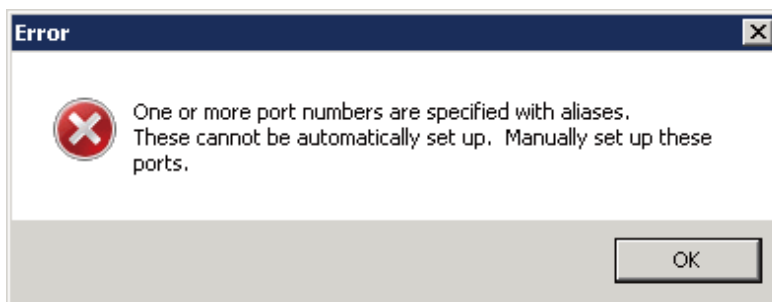 Error
One or more port numbers are specified with aliases.
These cannot be automatically set up.  Manually set up these
ports.
OK